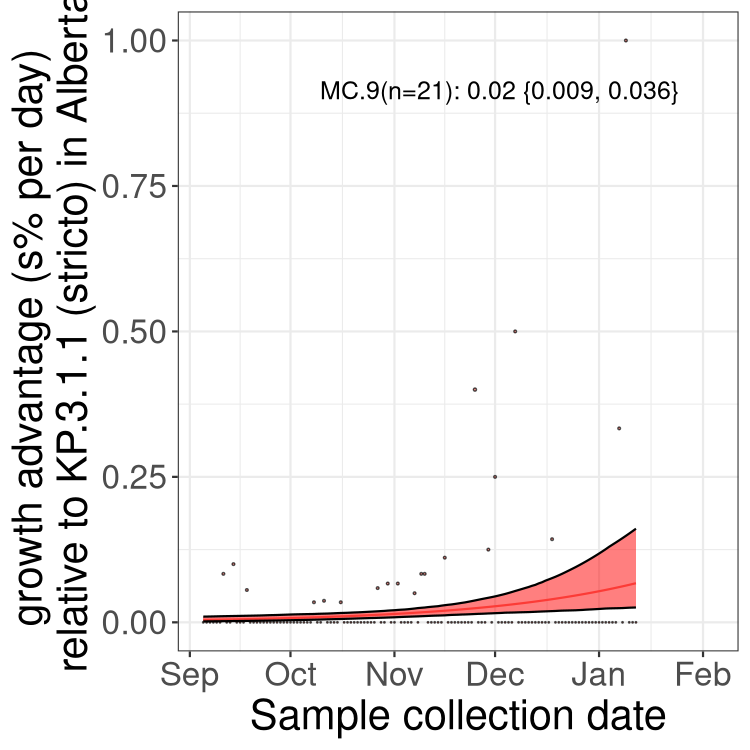 growth advantage (s% per day)
relative to KP.3.1.1 (stricto) in Alberta
1.00
0.75
0.50
0.25
0.00
MC.9(n=21): 0.02 {0.009, 0.036}
Sep Oct Nov Dec Jan Feb
Sample collection date